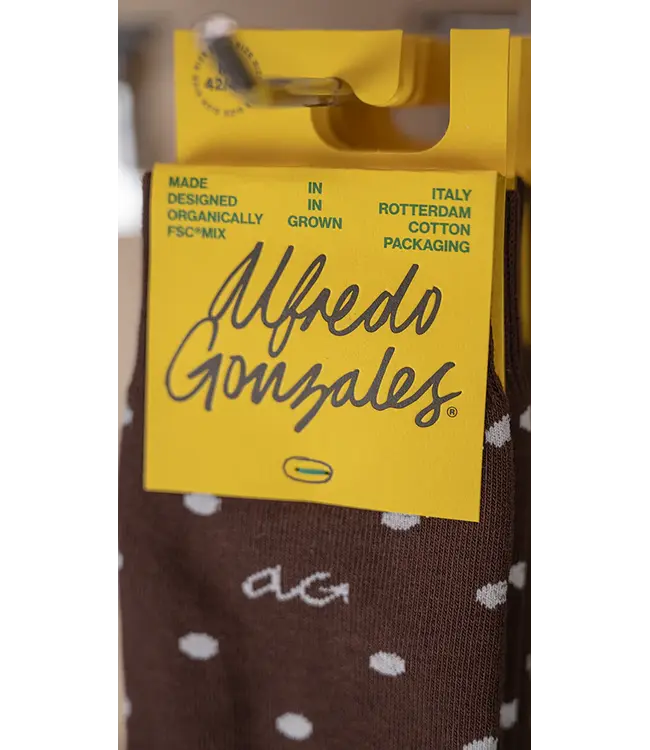 MADE IN ITALY
DESIGNED IN ROTTERDAM
ORGANICALLY GROWN COTTON
FSC®MIX PACKAGING
Alfredo
Gonzales®
aG